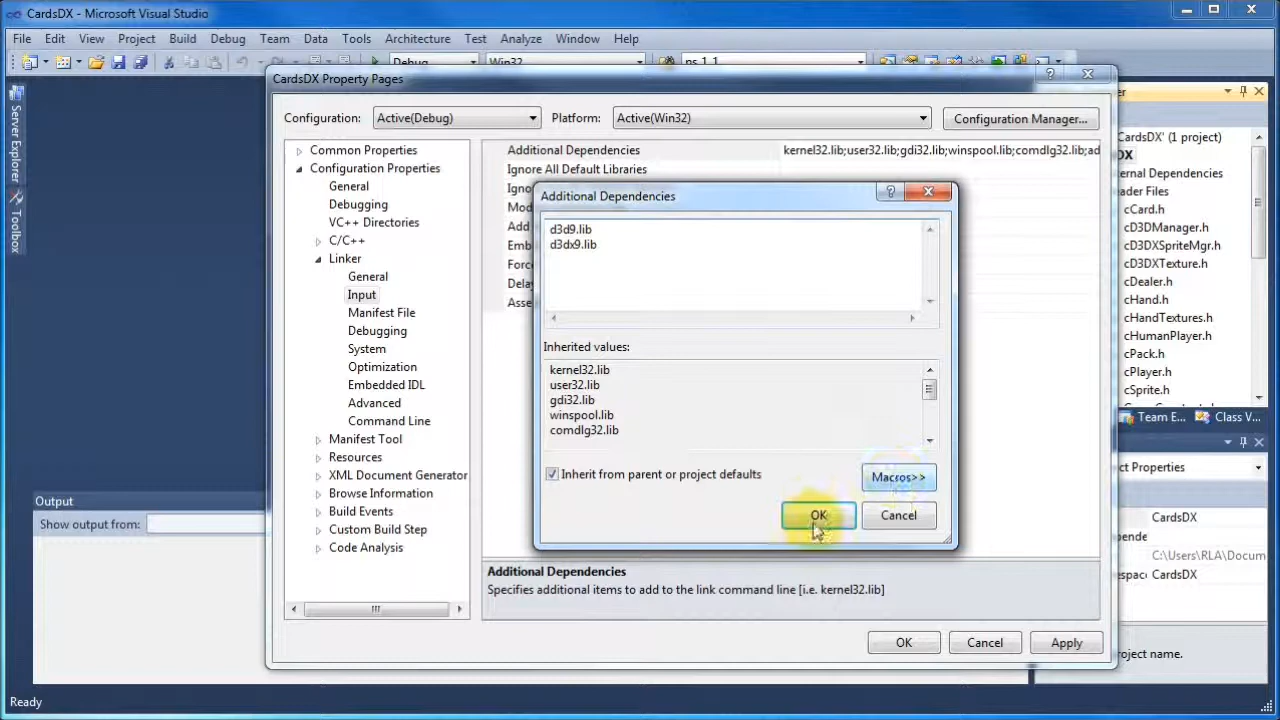 CardsDX - Microsoft Visual Studio
File Edit View Project Build Debug Team Data Tools Architecture Test Analyze Window Help
Debug Win32 ns_1_1
CardsDX Property Pages
Configuration: Active(Debug) Platform: Active(Win32) Configuration Manager...
Server Explorer
Toolbox
Common Properties
Configuration Properties
General
Debugging
VC++ Directories
C/C++
Linker
General
Input
Manifest File
Debugging
System
Optimization
Embedded IDL
Advanced
Command Line
Manifest Tool
Resources
XML Document Generator
Browse Information
Build Events
Custom Build Step
Code Analysis
Additional Dependencies kernel32.lib;user32.lib;gdi32.lib;winspool.lib;comdlg32.lib;ad
Ignore All Default Libraries
Add
Additional Dependencies
d3d9.lib
d3dx9.lib
Inherited values:
kernel32.lib
user32.lib
gdi32.lib
winspool.lib
comdlg32.lib
Inherit from parent or project defaults
Macros>>
OK Cancel
Additional Dependencies
Specifies additional items to add to the link command line [i.e. kernel32.lib]
OK Cancel Apply
CardsDX' (1 project)
DX
ternal Dependencies
ader Files
cCard.h
cD3DManager.h
cD3DXSpriteMgr.h
cD3DXTexture.h
cDealer.h
cHand.h
cHandTextures.h
cHumanPlayer.h
cPack.h
cPlayer.h
cSprite.h
Team E... Class V...
ct Properties
CardsDX
C:\Users\RLA\Docum
CardsDX
roject name.
Output
Show output from:
Ready